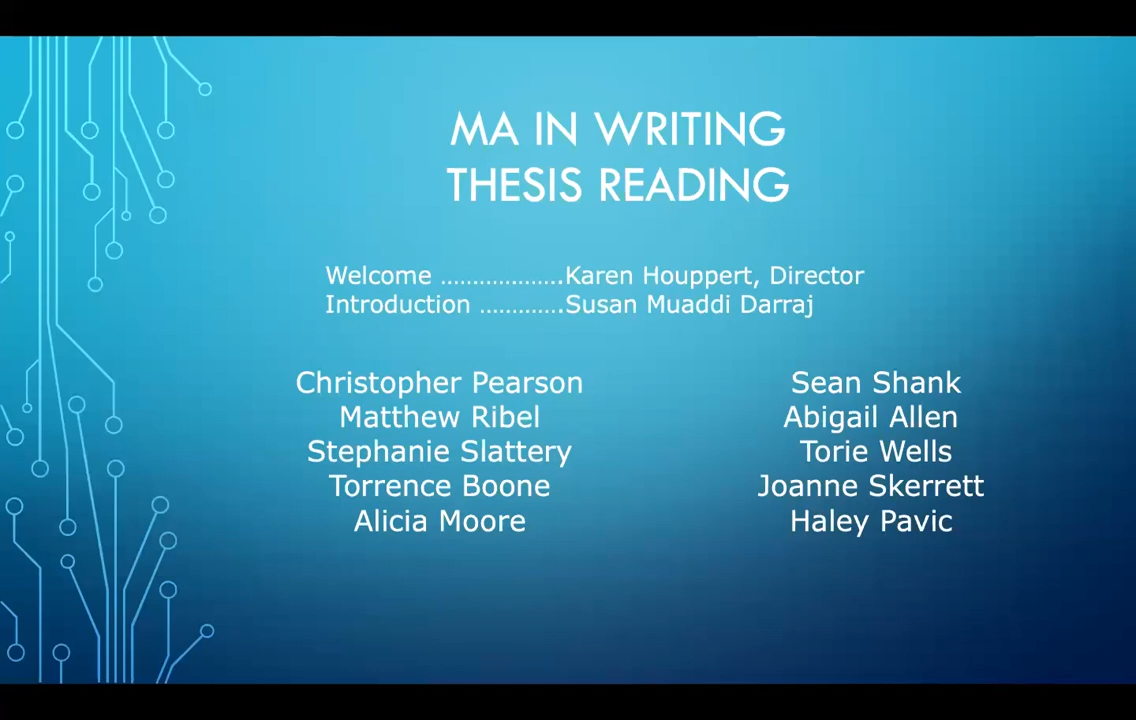 MA IN WRITING
THESIS READING
Welcome ...................Karen Houppert, Director
Introduction .............Susan Muaddi Darraj
Christopher Pearson
Matthew Ribel
Stephanie Slattery
Torrence Boone
Alicia Moore
Sean Shank
Abigail Allen
Torie Wells
Joanne Skerrett
Haley Pavic